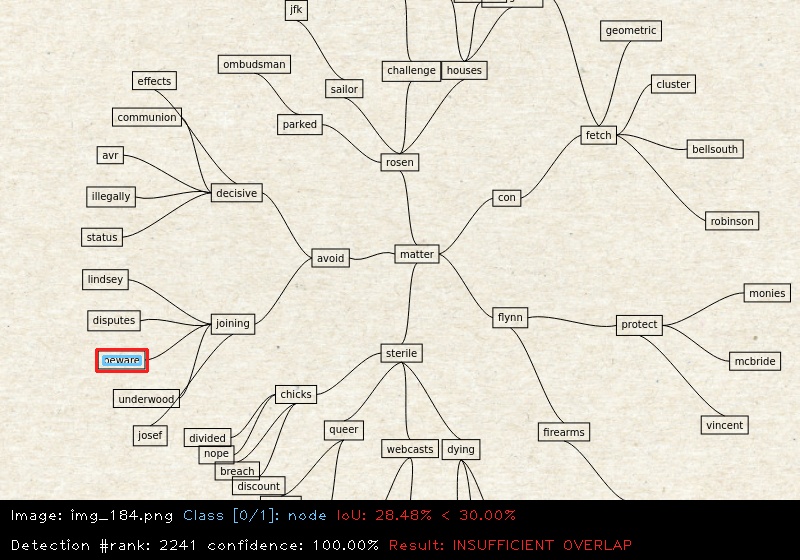 jfk
geometric
ombudsman
challenge houses
effects
sailor
cluster
communion
parked
fetch
bellsouth
avr
rosen
illegally
decisive
con
robinson
status
avoid
matter
lindsey
monies
disputes
joining
flynn
protect
beware
sterile
mcbride
underwood
chicks
josef
divided
queer
firearms
vincent
nope
webcasts
dying
breach
discount
Image: img_184.png Class [0/1]: node IoU: 28.48% < 30.00%
Detection #rank: 2241 confidence: 100.00% Result: INSUFFICIENT OVERLAP